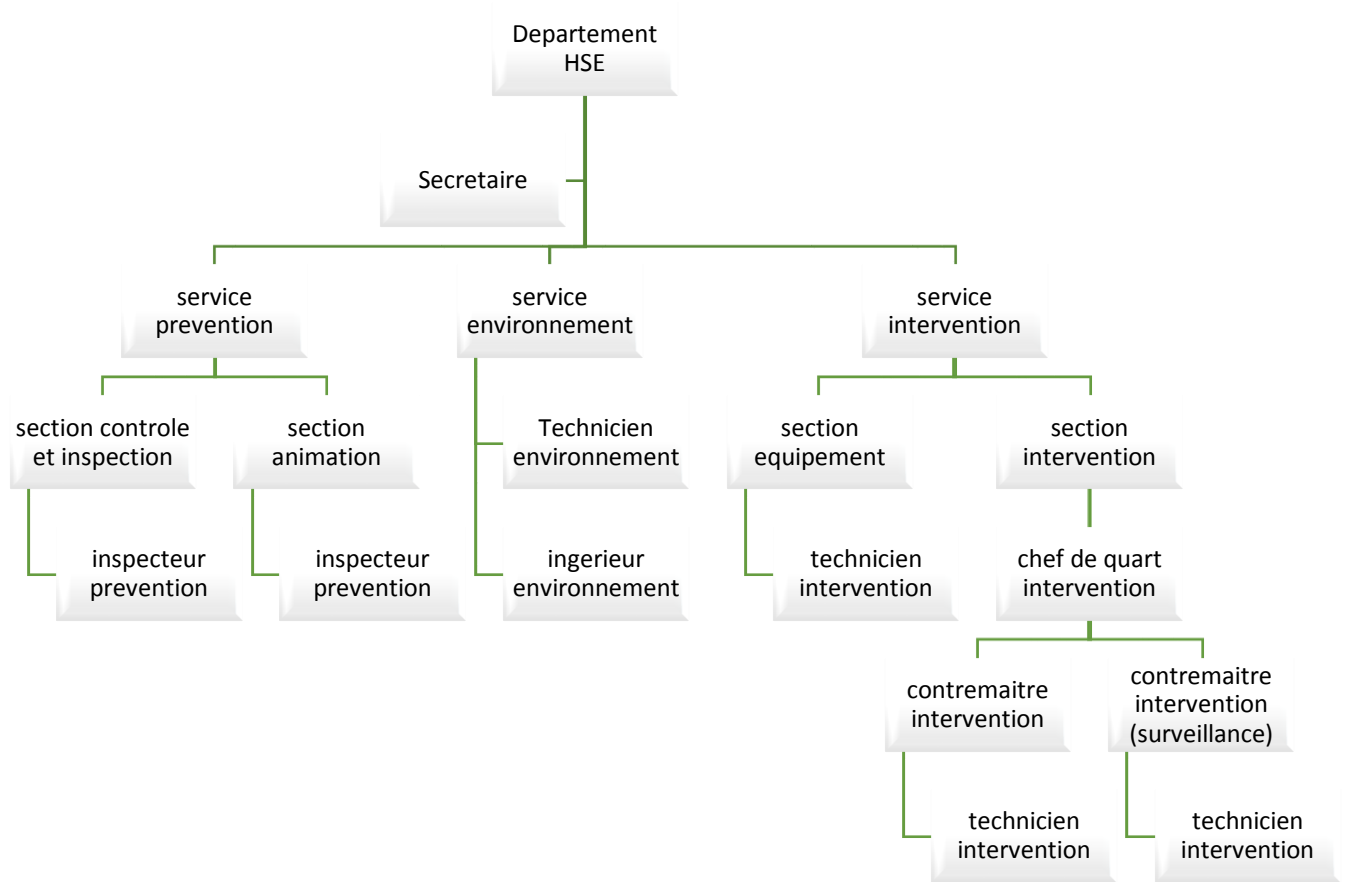 Departement
HSE
Secretaire
service
prevention
service
environnement
service
intervention
section controle
et inspection
section
animation
Technicien
environnement
section
equipement
section
intervention
inspecteur
prevention
inspecteur
prevention
ingerieur
environnement
technicien
intervention
chef de quart
intervention
contremaitre
intervention
contremaitre
intervention
(surveillance)
technicien
intervention
technicien
intervention